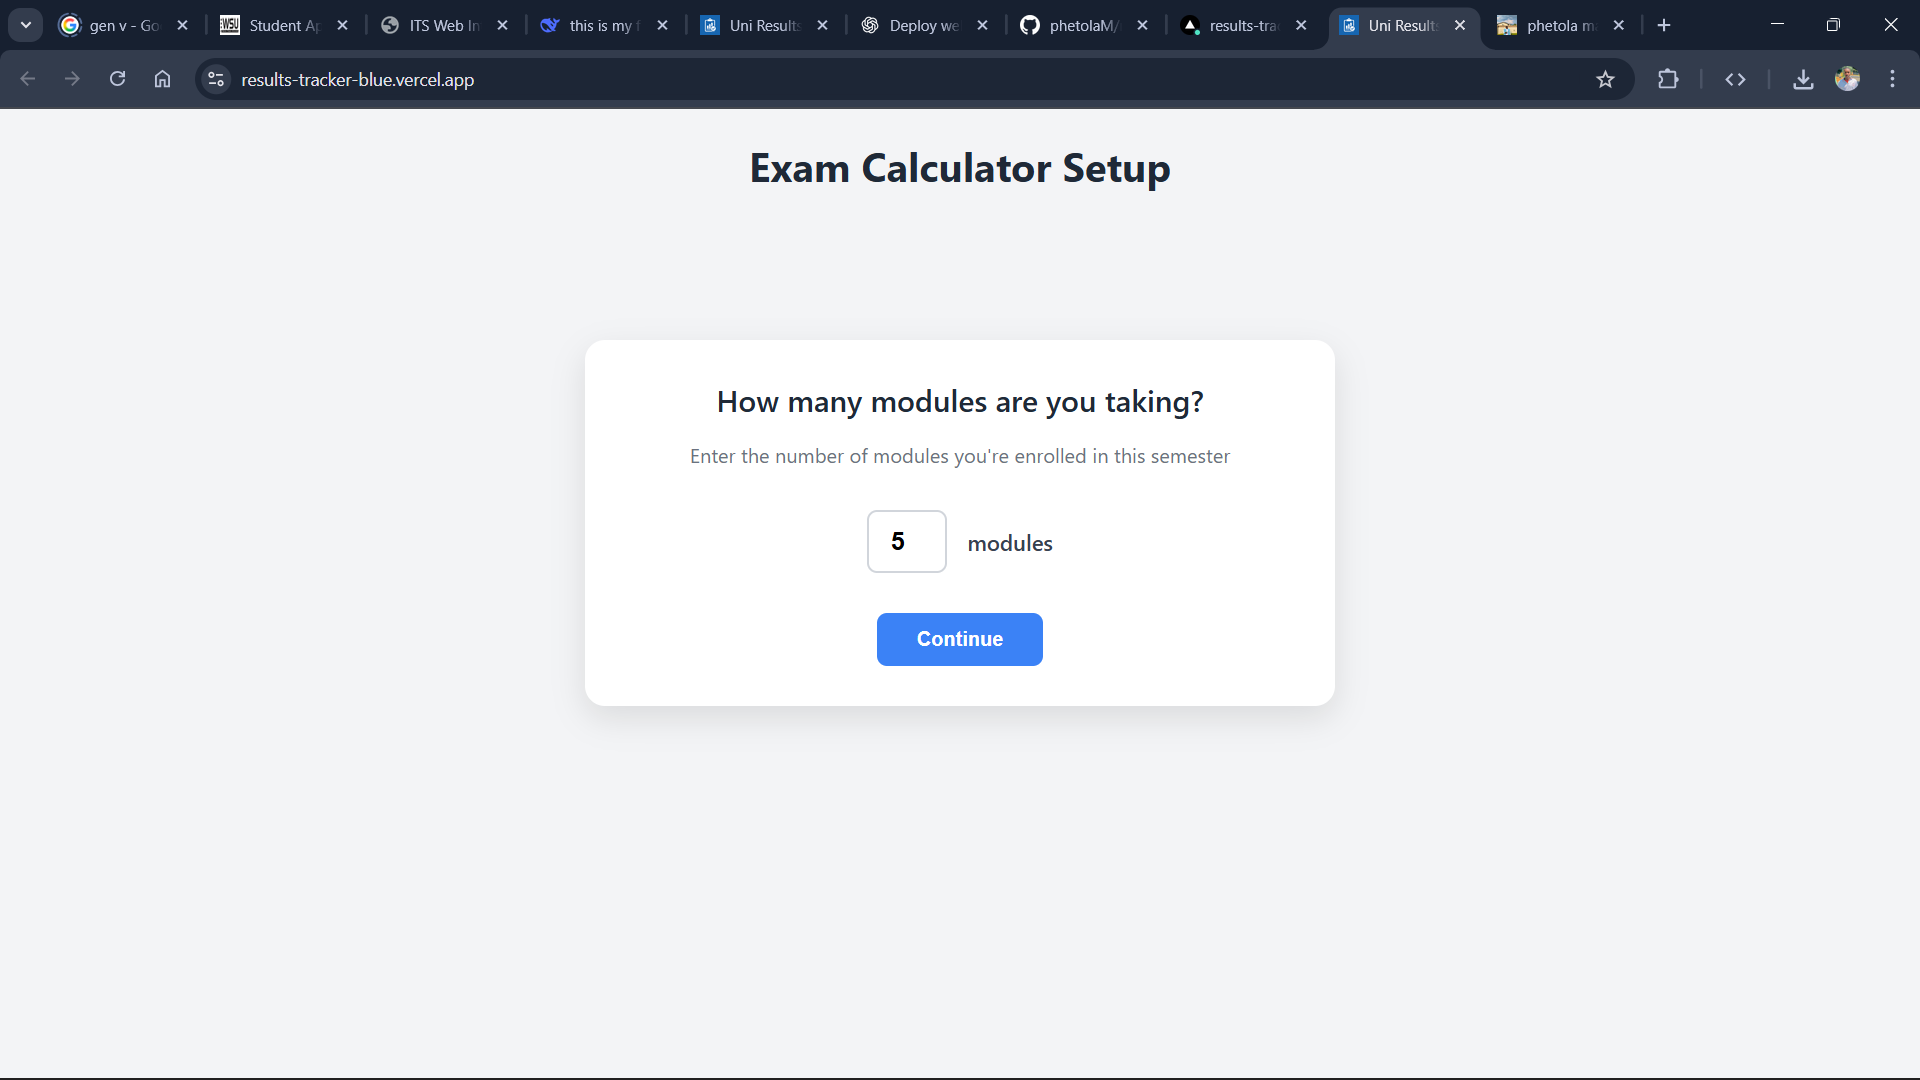 gen v - Go
Student Ap
ITS Web In
this is my f
Uni Results
Deploy we
phetolaM/
results-tra
Uni Results
phetola ma
results-tracker-blue.vercel.app
Exam Calculator Setup
How many modules are you taking?
Enter the number of modules you're enrolled in this semester
5 modules
Continue